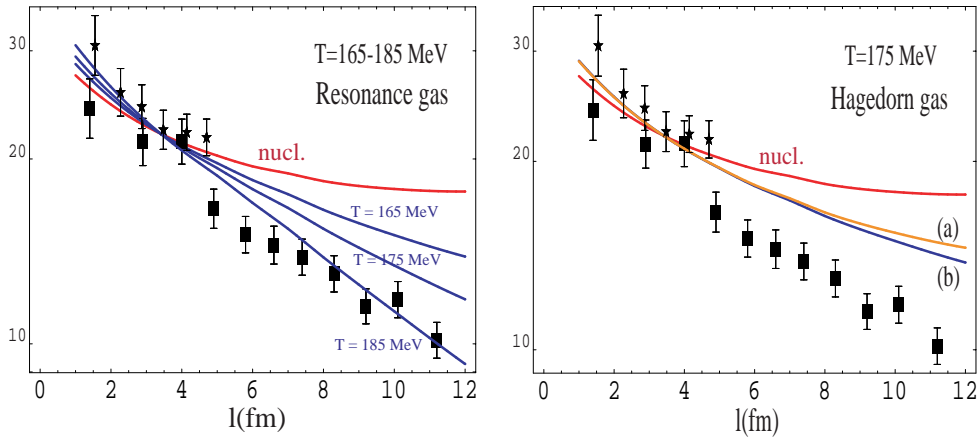 30
20
10
T=165-185 MeV
Resonance gas
nucl.
T = 165 MeV
T = 175 MeV
T = 185 MeV
0 2 4 6 8 10 12
l(fm)
30
20
10
T=175 MeV
Hagedorn gas
nucl.
(a)
(b)
0 2 4 6 8 10 12
l(fm)